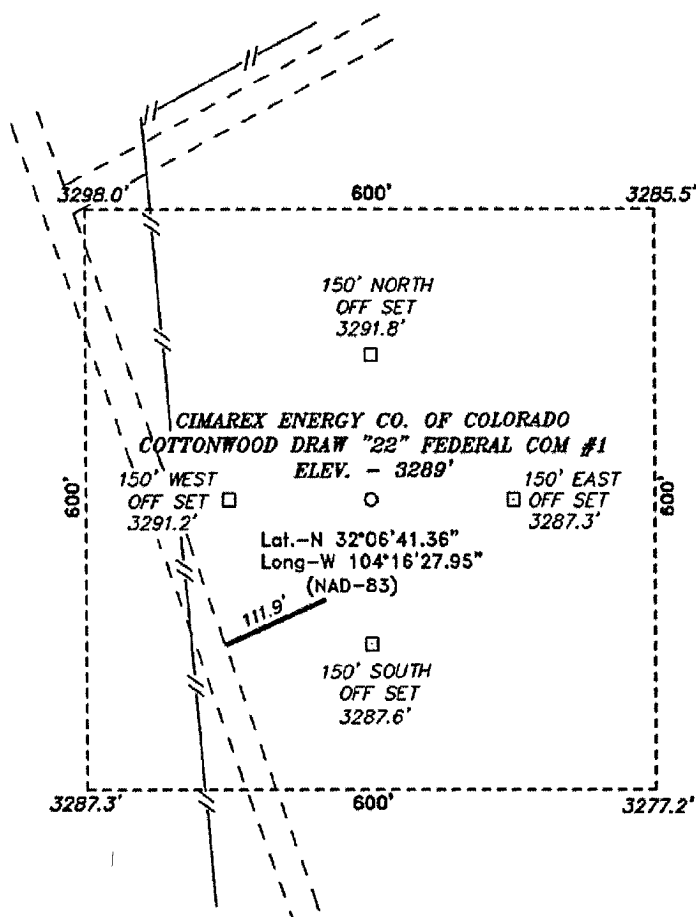 3298.0'
600'
3285.5'
150' NORTH
OFF SET
3291.8'
CIMAREX ENERGY CO. OF COLORADO
COTTONWOOD DRAW "22" FEDERAL COM #1
ELEV. - 3289'
600'
150' WEST
OFF SET
3291.2'
150' EAST
OFF SET
3287.3'
600'
Lat.-N 32°06'41.36"
Long-W 104°16'27.95"
(NAD-83)
111.9'
150' SOUTH
OFF SET
3287.6'
3287.3'
600'
3277.2'